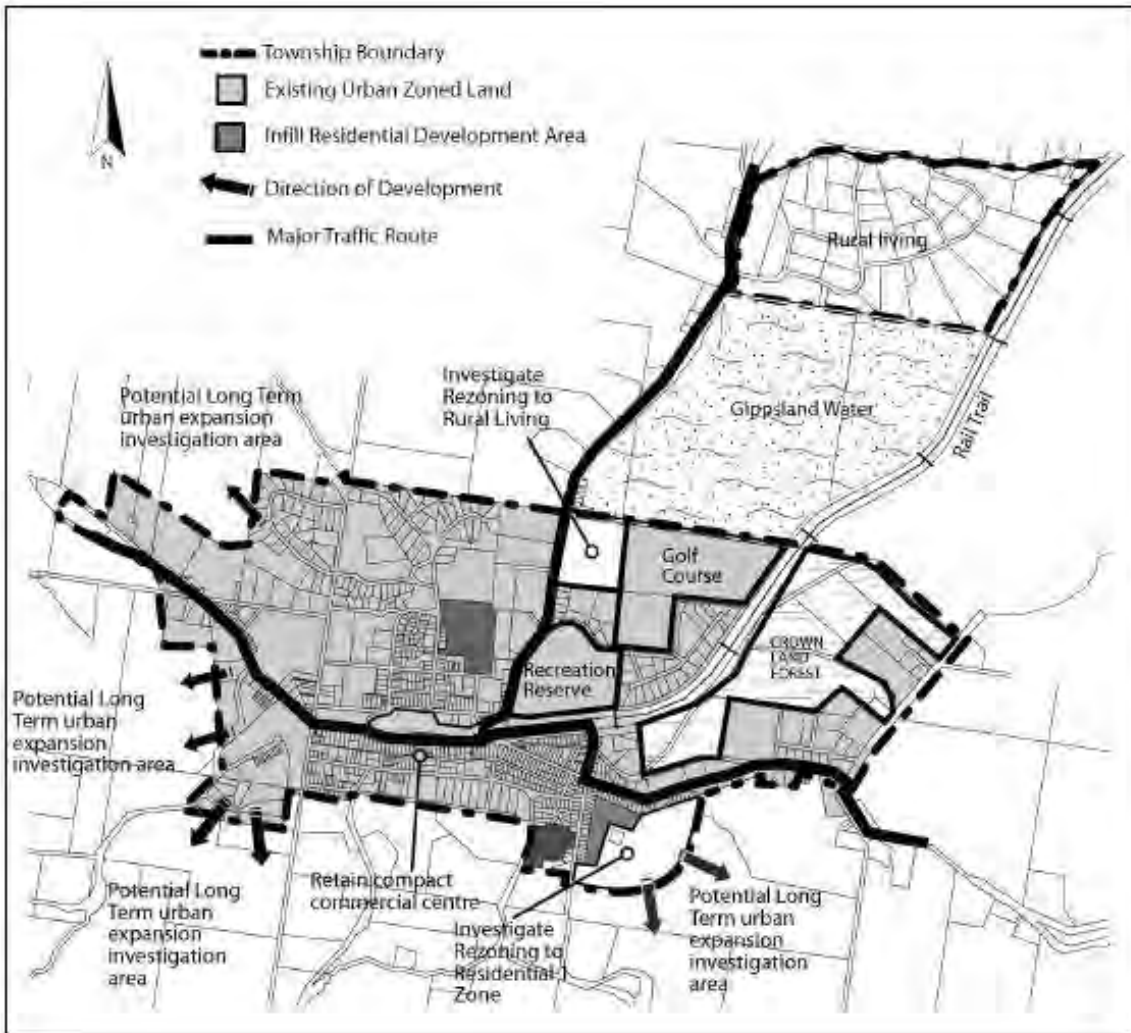 Township Boundary
Existing Urban Zoned Land
Infill Residential Development Area
N
Direction of Development
Major Traffic Route
Rural living
Investigate
Rezoning to
Rural Living
Gippsland Water
Rail Trail
Potential Long Term
urban expansion
investigation area
Golf
Course
CROWN
LAND
FOREST
Recreation
Reserve
Potential Long
Term urban
expansion
investigation area
Retain compact
commercial centre
Potential Long
Term urban
expansion
investigation
area
Investigate
Rezoning to
Residential 1
Zone
Potential Long
Term urban
expansion
investigation
area